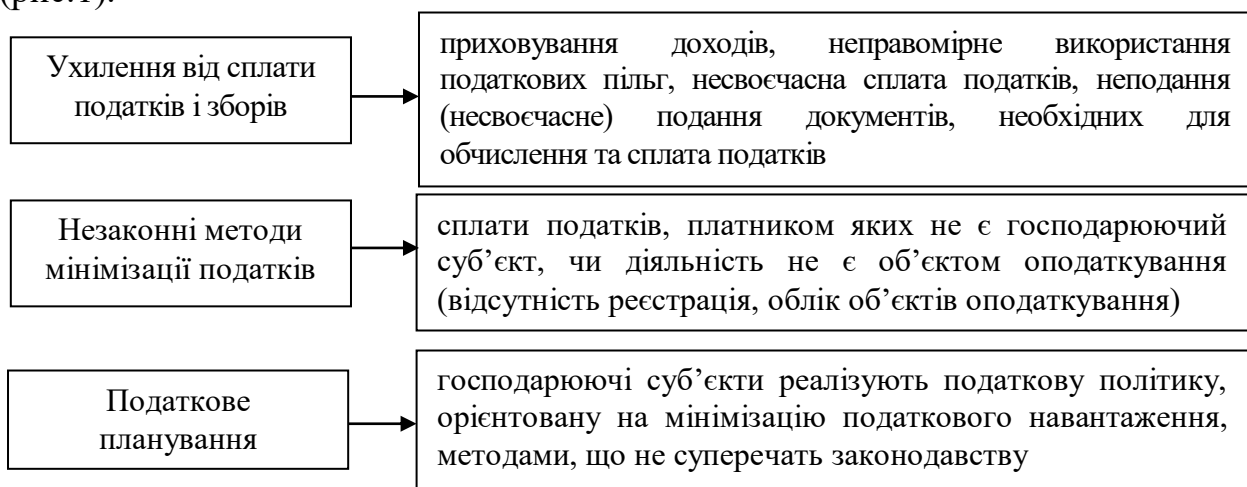 (рис.1).
Ухилення від сплати
податків і зборів
приховування доходів, неправомірне використання
податкових пільг, несвоєчасна сплата податків, неподання
(несвоєчасне) подання документів, необхідних для
обчислення та сплата податків
Незаконні методи
мінімізації податків
сплати податків, платником яких не є господарюючий
суб’єкт, чи діяльність не є об’єктом оподаткування
(відсутність реєстрація, облік об’єктів оподаткування)
Податкове
планування
господарюючі суб’єкти реалізують податкову політику,
орієнтовану на мінімізацію податкового навантаження,
методами, що не суперечать законодавству